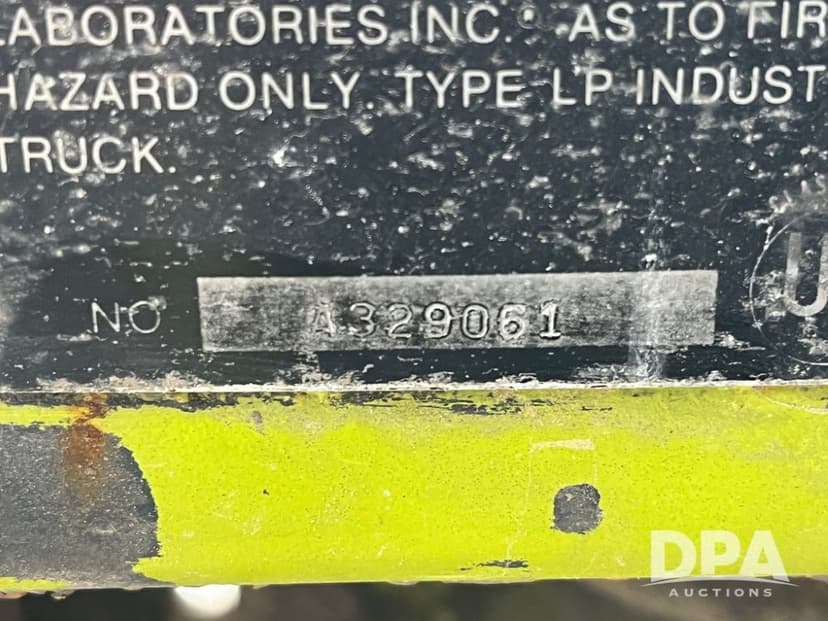 LABORATORIES INC. AS TO FIR
HAZARD ONLY. TYPE LP INDUST
TRUCK.
NO A329061
U
DPA
AUCTIONS